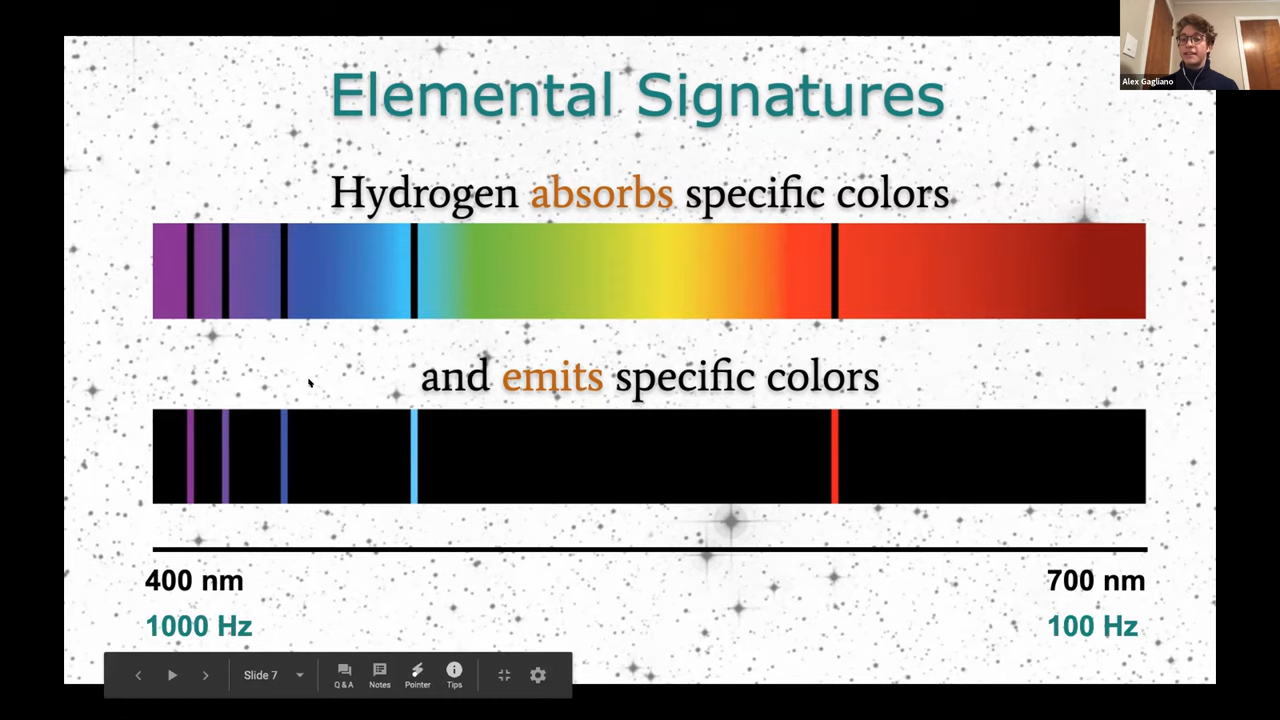 Alex Gagliano
Elemental Signatures
Hydrogen absorbs specific colors
and emits specific colors
400 nm
700 nm
1000 Hz
100 Hz
Slide 7
Q & A
Notes
Pointer
Tips